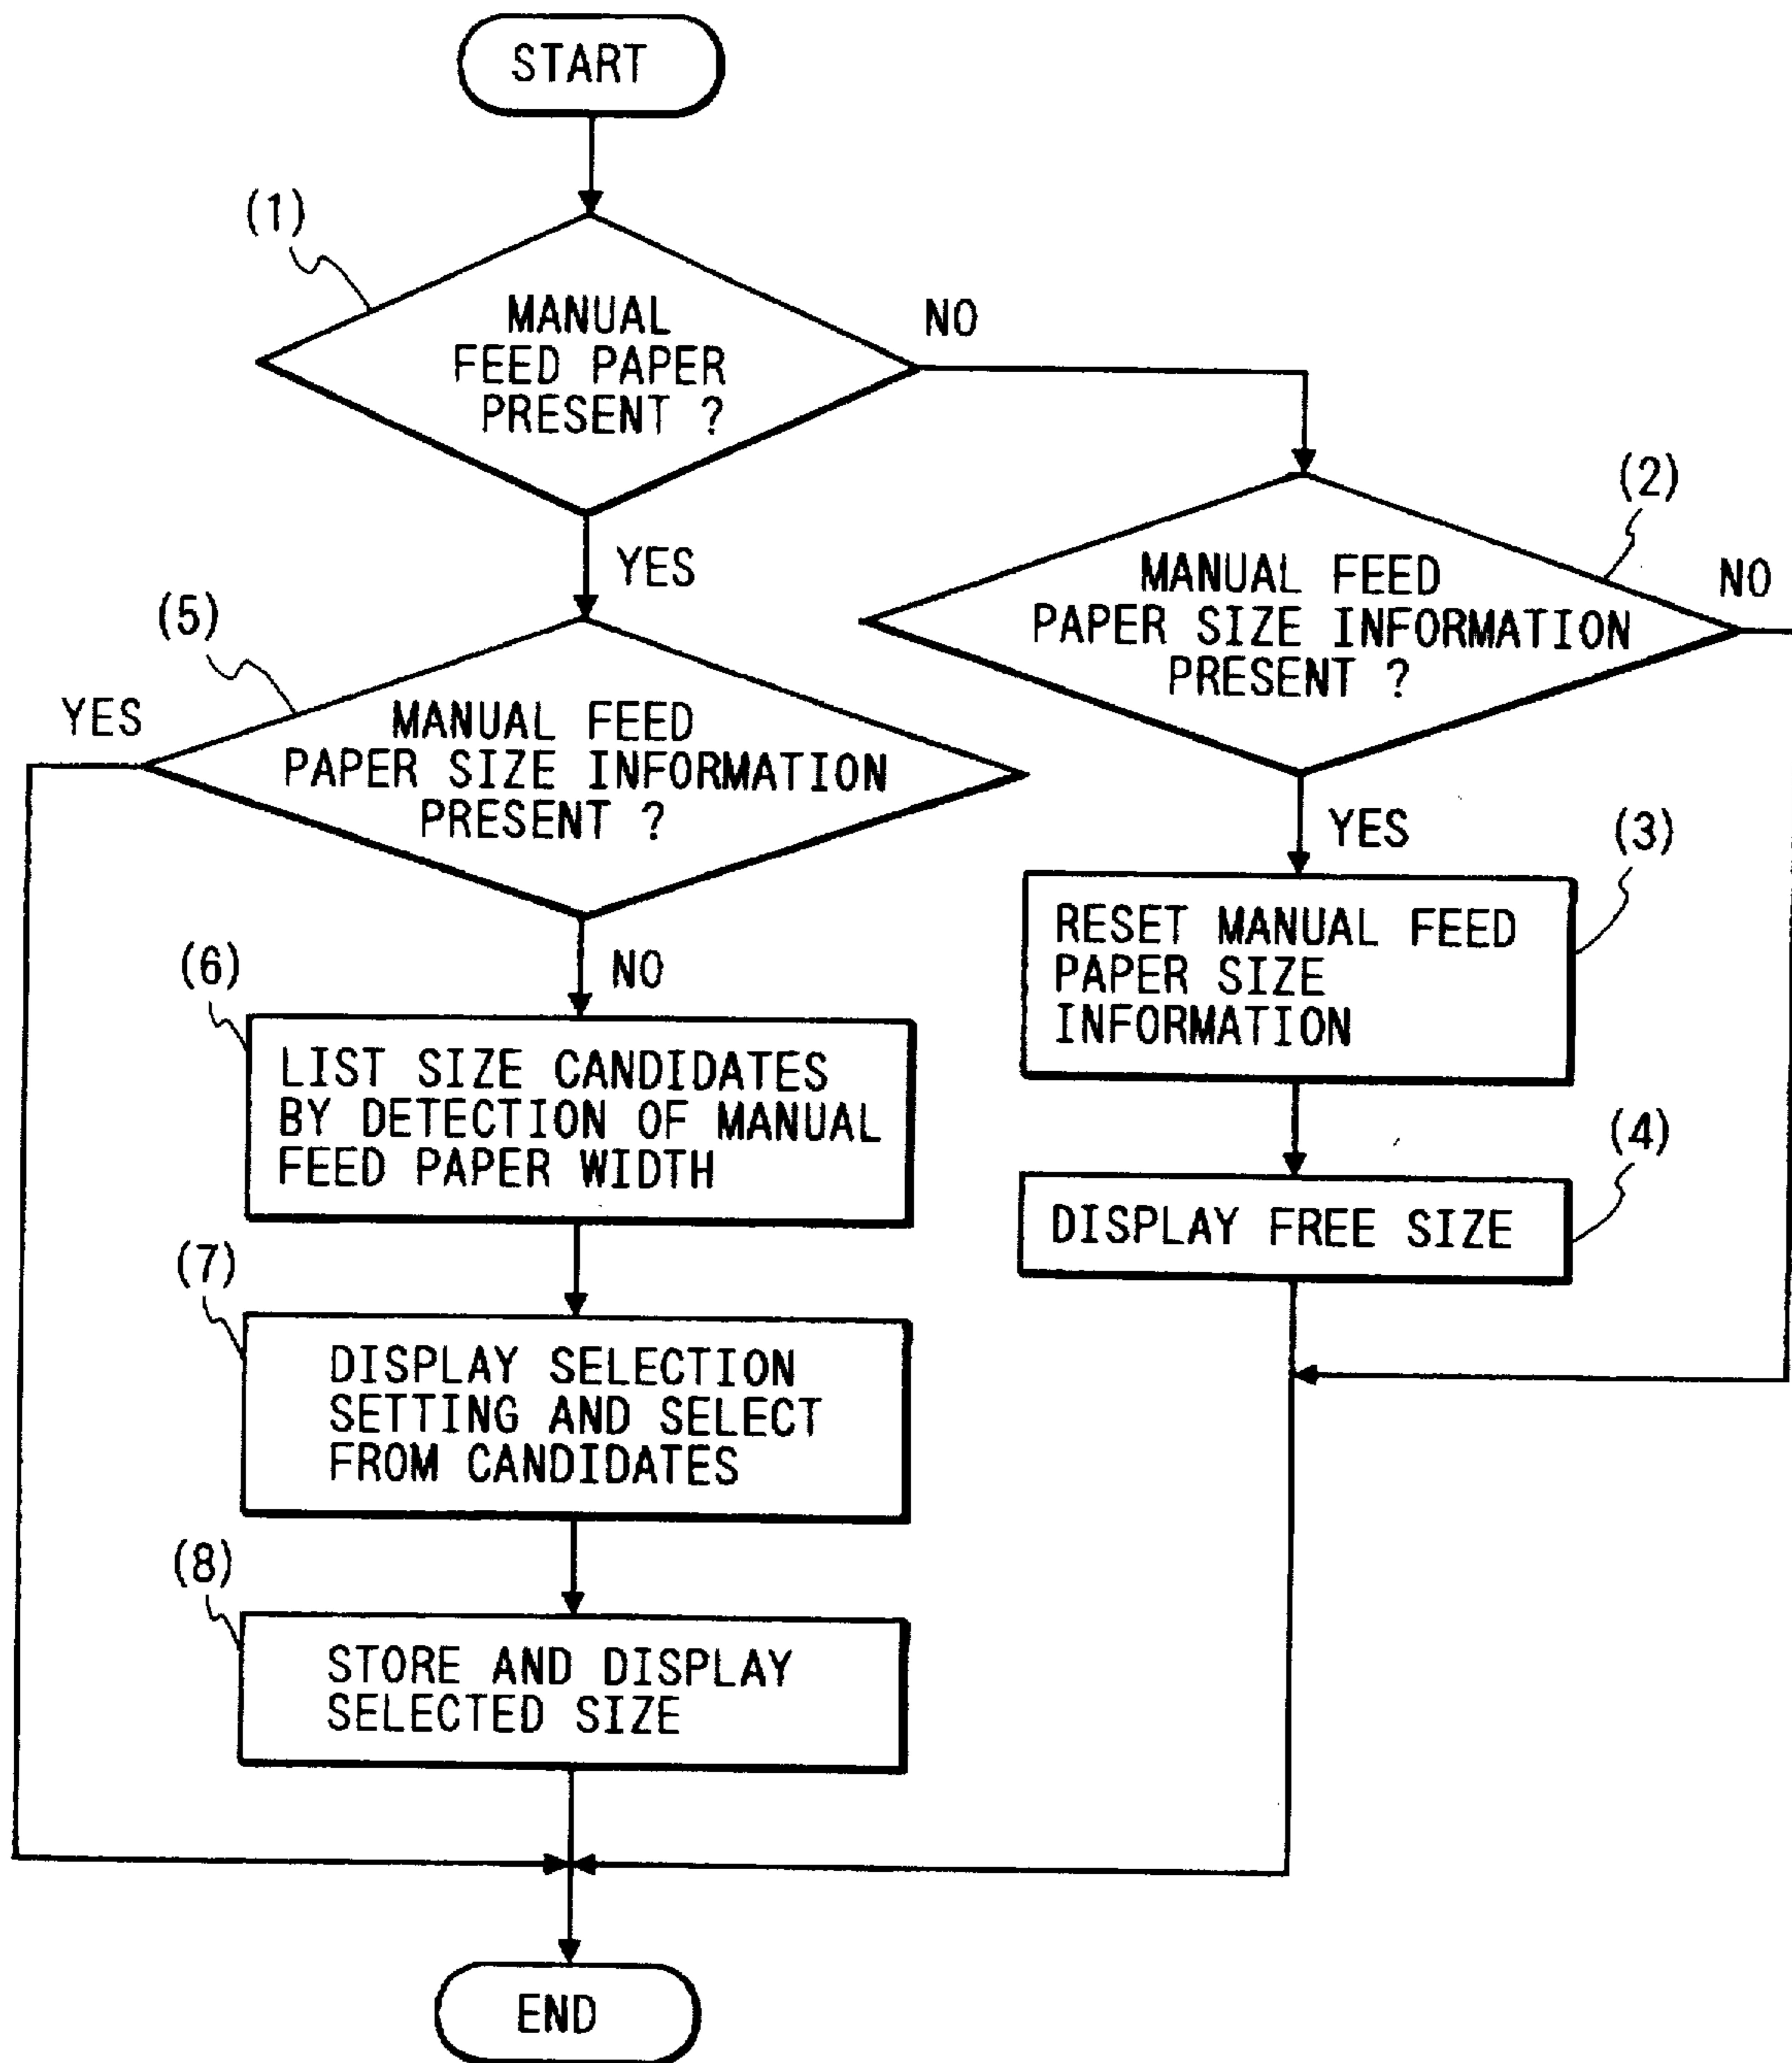 START
(1)
MANUAL
FEED PAPER
PRESENT ?
NO
YES
(2)
MANUAL FEED
PAPER SIZE INFORMATION
PRESENT ?
NO
YES
(5)
YES
MANUAL FEED
PAPER SIZE INFORMATION
PRESENT ?
NO
(3)
RESET MANUAL FEED
PAPER SIZE
INFORMATION
(4)
DISPLAY FREE SIZE
(6)
LIST SIZE CANDIDATES
BY DETECTION OF MANUAL
FEED PAPER WIDTH
(7)
DISPLAY SELECTION
SETTING AND SELECT
FROM CANDIDATES
(8)
STORE AND DISPLAY
SELECTED SIZE
END